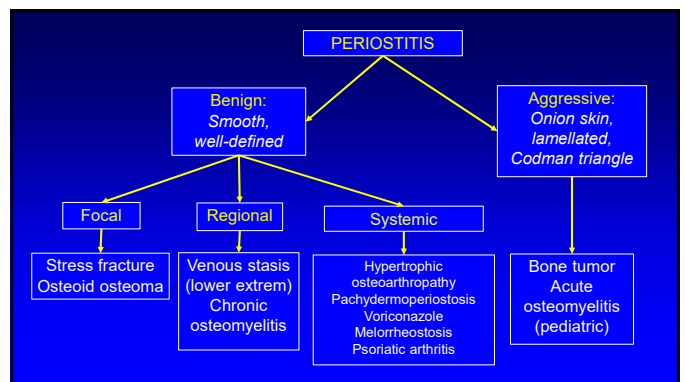 PERIOSTITIS
Benign:
Smooth,
well-defined
Aggressive:
Onion skin,
lamellated,
Codman triangle
Focal
Regional
Systemic
Stress fracture
Osteoid osteoma
Venous stasis
(lower extrem)
Chronic
osteomyelitis
Hypertrophic
osteoarthropathy
Pachydermoperiostosis
Voriconazole
Melorrheostosis
Psoriatic arthritis
Bone tumor
Acute
osteomyelitis
(pediatric)